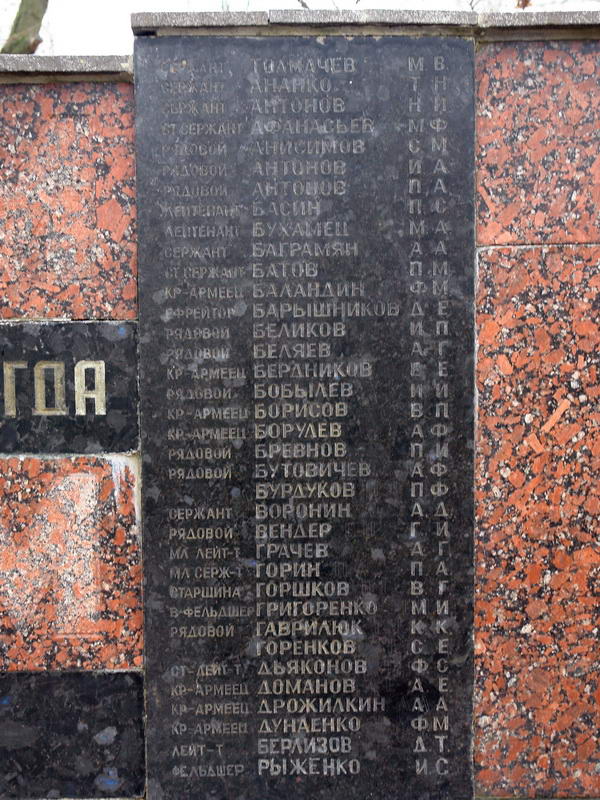 СЕРЖАНТ ТОЛМАЧЕВ М В
СЕРЖАНТ АНАНКО Т Н
СЕРЖАНТ АНТОНОВ Н И
СТ СЕРЖАНТ АФАНАСЬЕВ М Ф
РЯДОВОЙ АНИСИМОВ С М
РЯДОВОЙ АНТОНОВ И А
РЯДОВОЙ АНТОНОВ П А
ЛЕЙТЕНАНТ БАСИН П С
ЛЕЙТЕНАНТ БУХАМЕЦ М А
СЕРЖАНТ БАГРАМЯН А А
СТ СЕРЖАНТ БАТОВ П М
КР-АРМЕЕЦ БАЛАНДИН Ф М
ЕФРЕЙТОР БАРЫШНИКОВ Д Е
РЯДОВОЙ БЕЛИКОВ И П
РЯДОВОЙ БЕЛЯЕВ А Г
КР-АРМЕЕЦ БЕРДНИКОВ Е Е
РЯДОВОЙ БОБЫЛЕВ И И
КР-АРМЕЕЦ БОРИСОВ В П
КР-АРМЕЕЦ БОРУЛЕВ А Ф
РЯДОВОЙ БРЕВНОВ П И
РЯДОВОЙ БУТОВИЧЕВ А Ф
БУРДУКОВ П Ф
СЕРЖАНТ ВОРОНИН А Д
РЯДОВОЙ ВЕНДЕР Г И
МЛ ЛЕЙТ-Т ГРАЧЕВ А Г
МЛ СЕРЖ-Т ГОРИН П А
СТАРШИНА ГОРШКОВ В Г
В-ФЕЛЬДШЕР ГРИГОРЕНКО М И
РЯДОВОЙ ГАВРИЛЮК К К
ГОРЕНКОВ С Е
СТ-ЛЕЙТ-Т ДЬЯКОНОВ Ф С
КР-АРМЕЕЦ ДОМАНОВ А Е
КР-АРМЕЕЦ ДРОЖИЛКИН А А
КР-АРМЕЕЦ ДУНАЕНКО Ф М
ЛЕЙТ-Т БЕРЛИЗОВ Д Т.
ФЕЛЬДШЕР РЫЖЕНКО И С
ГДА